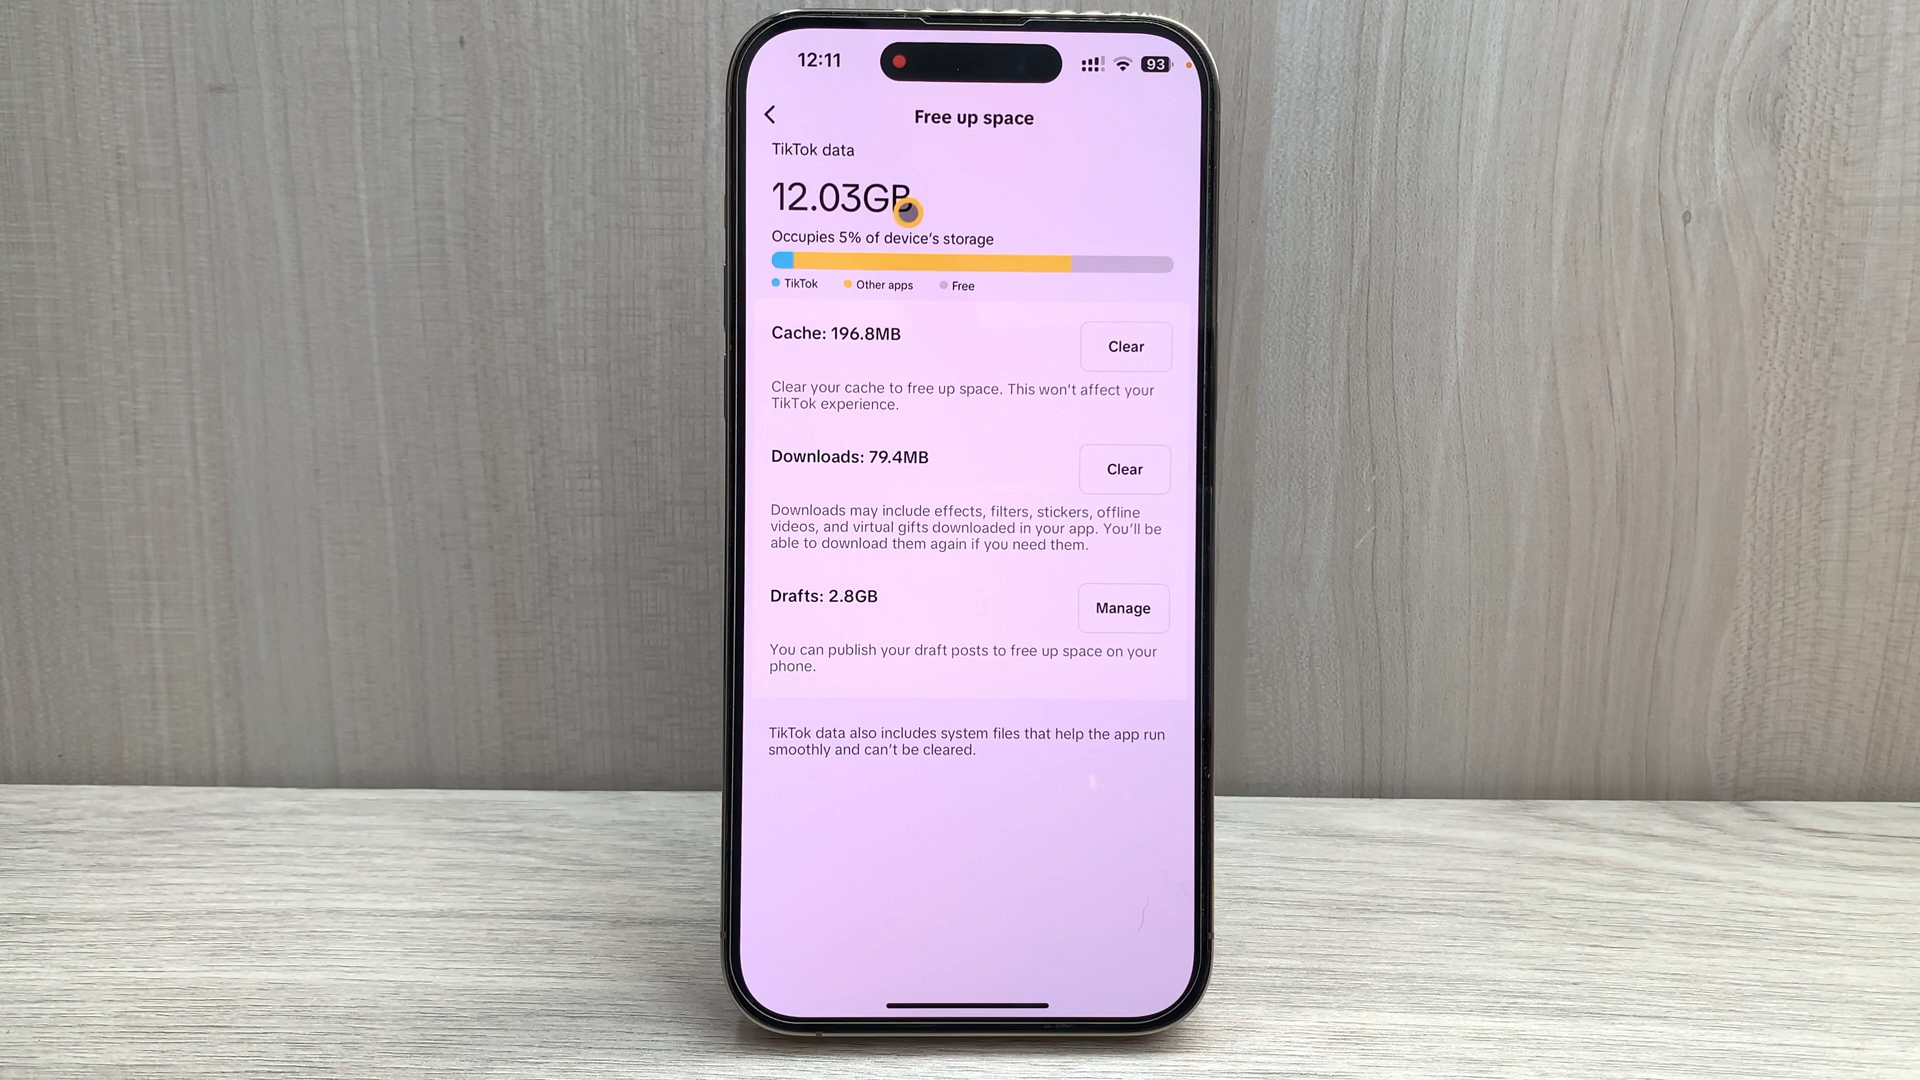 12:11
93
Free up space
TikTok data
12.03GB
Occupies 5% of device's storage
TikTok Other apps Free
Cache: 196.8MB
Clear
Clear your cache to free up space. This won't affect your
TikTok experience.
Downloads: 79.4MB
Clear
Downloads may include effects, filters, stickers, offline
videos, and virtual gifts downloaded in your app. You'll be
able to download them again if you need them.
Drafts: 2.8GB
Manage
You can publish your draft posts to free up space on your
phone.
TikTok data also includes system files that help the app run
smoothly and can't be cleared.